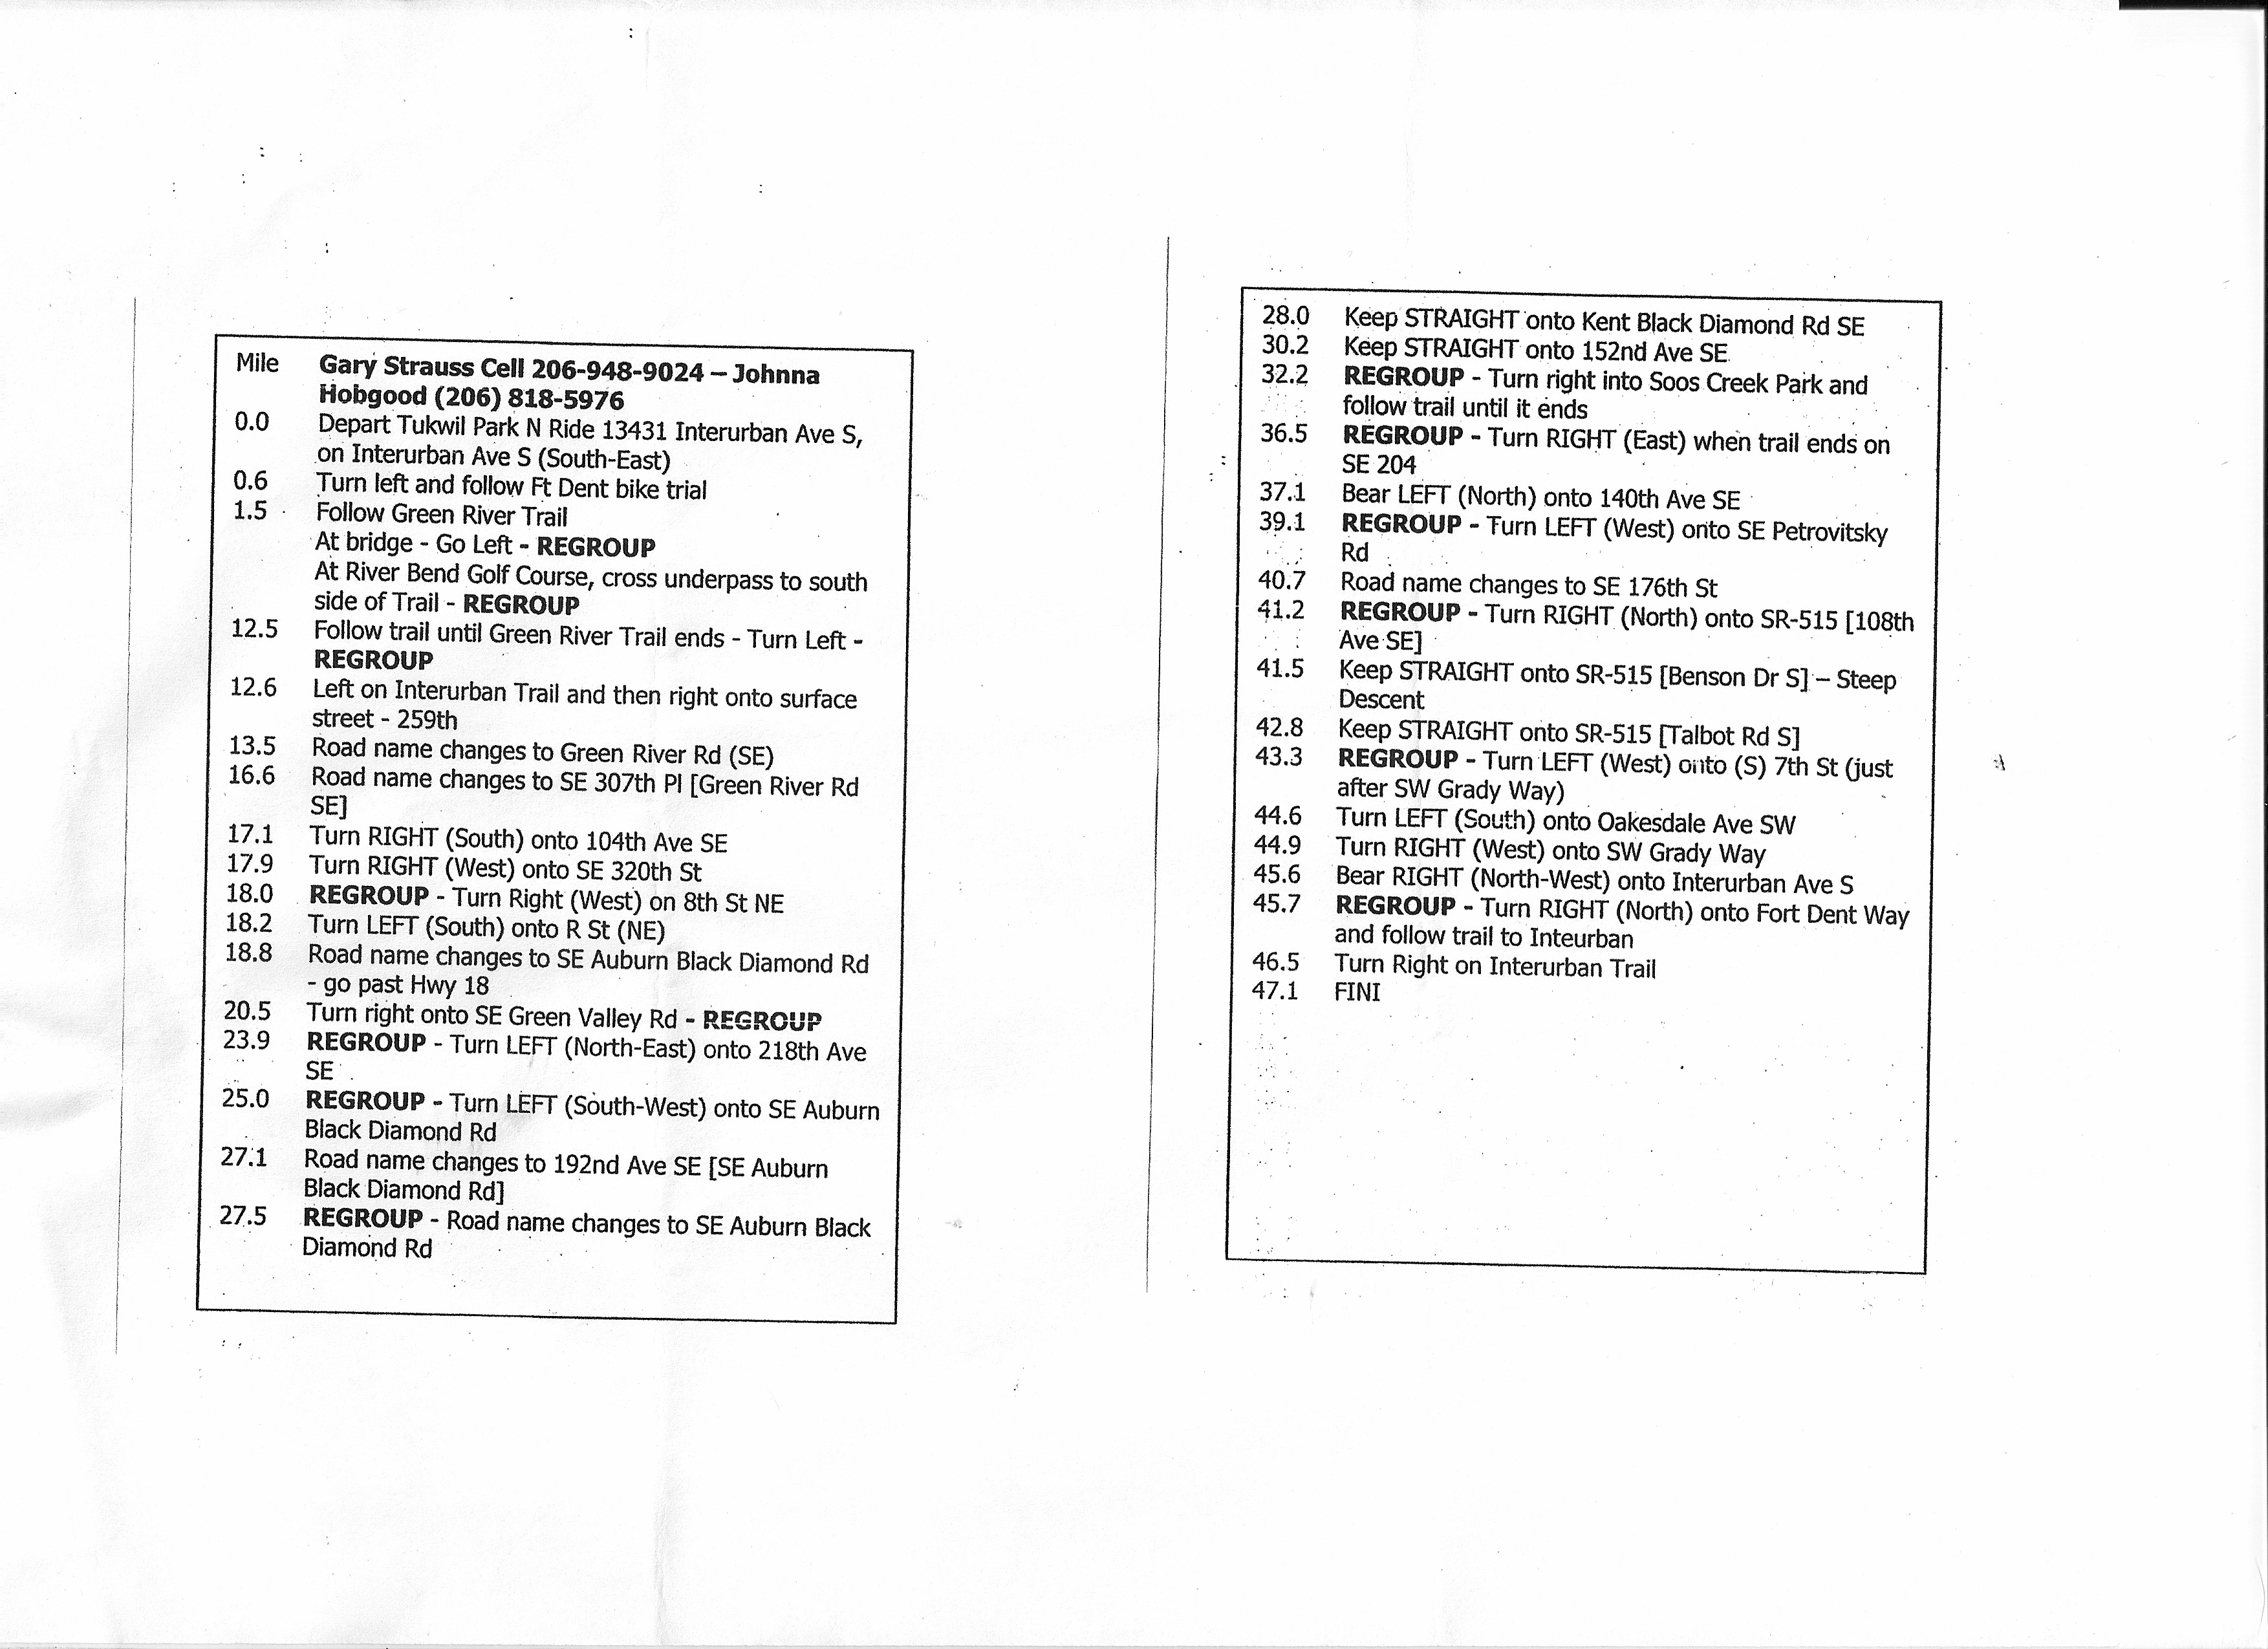 Mile Gary Strauss Cell 206-948-9024 – Johnna
Hobgood (206) 818-5976
0.0 Depart Tukwil Park N Ride 13431 Interurban Ave S,
on Interurban Ave S (South-East)
0.6 Turn left and follow Ft Dent bike trial
1.5 Follow Green River Trail
At bridge - Go Left - REGROUP
At River Bend Golf Course, cross underpass to south
side of Trail - REGROUP
12.5 Follow trail until Green River Trail ends - Turn Left -
REGROUP
12.6 Left on Interurban Trail and then right onto surface
street - 259th
13.5 Road name changes to Green River Rd (SE)
16.6 Road name changes to SE 307th Pl [Green River Rd
SE]
17.1 Turn RIGHT (South) onto 104th Ave SE
17.9 Turn RIGHT (West) onto SE 320th St
18.0 REGROUP - Turn Right (West) on 8th St NE
18.2 Turn LEFT (South) onto R St (NE)
18.8 Road name changes to SE Auburn Black Diamond Rd
- go past Hwy 18
20.5 Turn right onto SE Green Valley Rd - REGROUP
23.9 REGROUP - Turn LEFT (North-East) onto 218th Ave
SE
25.0 REGROUP - Turn LEFT (South-West) onto SE Auburn
Black Diamond Rd
27.1 Road name changes to 192nd Ave SE [SE Auburn
Black Diamond Rd]
27.5 REGROUP - Road name changes to SE Auburn Black
Diamond Rd
28.0 Keep STRAIGHT onto Kent Black Diamond Rd SE
30.2 Keep STRAIGHT onto 152nd Ave SE
32.2 REGROUP - Turn right into Soos Creek Park and
follow trail until it ends
36.5 REGROUP - Turn RIGHT (East) when trail ends on
SE 204
37.1 Bear LEFT (North) onto 140th Ave SE
39.1 REGROUP - Turn LEFT (West) onto SE Petrovitsky
Rd
40.7 Road name changes to SE 176th St
41.2 REGROUP - Turn RIGHT (North) onto SR-515 [108th
Ave SE]
41.5 Keep STRAIGHT onto SR-515 [Benson Dr S] – Steep
Descent
42.8 Keep STRAIGHT onto SR-515 [Talbot Rd S]
43.3 REGROUP - Turn LEFT (West) onto (S) 7th St (just
after SW Grady Way)
44.6 Turn LEFT (South) onto Oakesdale Ave SW
44.9 Turn RIGHT (West) onto SW Grady Way
45.6 Bear RIGHT (North-West) onto Interurban Ave S
45.7 REGROUP - Turn RIGHT (North) onto Fort Dent Way
and follow trail to Inteurban
46.5 Turn Right on Interurban Trail
47.1 FINI